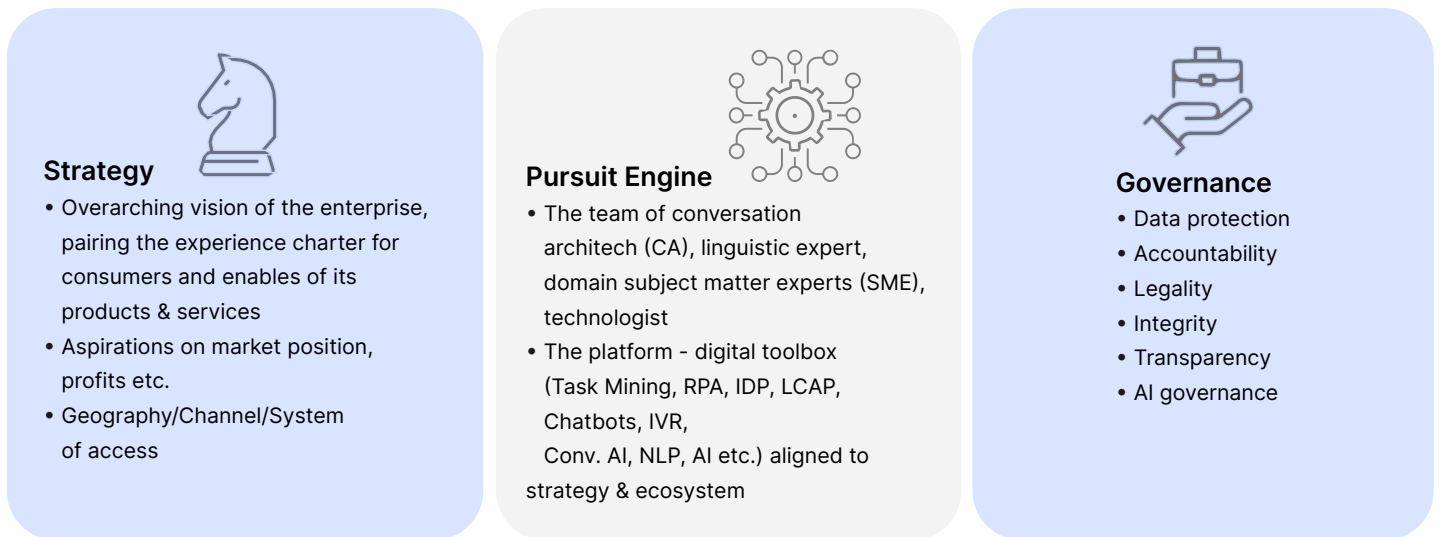 Strategy
• Overarching vision of the enterprise,
pairing the experience charter for
consumers and enables of its
products & services
• Aspirations on market position,
profits etc.
• Geography/Channel/System
of access
Pursuit Engine
• The team of conversation
architech (CA), linguistic expert,
domain subject matter experts (SME),
technologist
• The platform - digital toolbox
(Task Mining, RPA, IDP, LCAP,
Chatbots, IVR,
Conv. AI, NLP, AI etc.) aligned to
strategy & ecosystem
Governance
• Data protection
• Accountability
• Legality
• Integrity
• Transparency
• AI governance